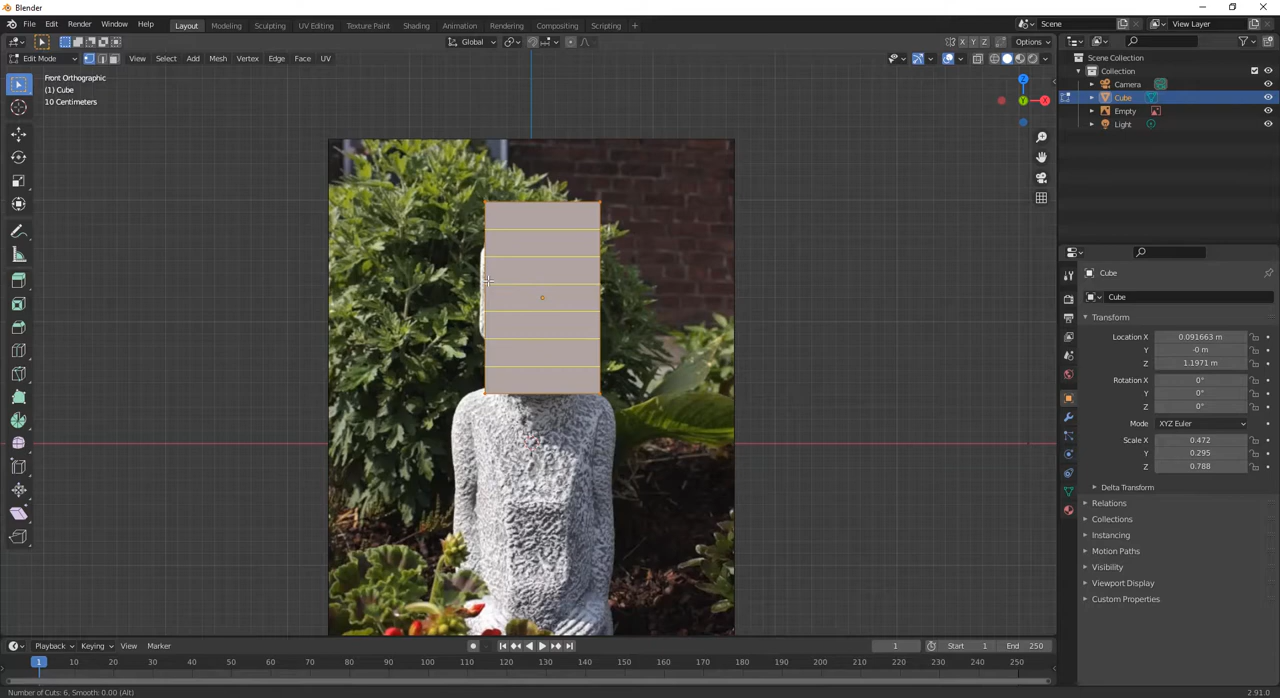 Blender
File Edit Render Window Help Layout Modeling Sculpting UV Editing Texture Paint Shading Animation Rendering Compositing Scripting + Scene View Layer
Global X Y Z Options
Edit Mode View Select Add Mesh Vertex Edge Face UV
Front Orthographic
(1) Cube
10 Centimeters
Z
Y
X
Scene Collection
Collection
Camera
Cube
Empty
Light
Cube
Cube
Transform
Location X 0.091663 m
Y -0 m
Z 1.1971 m
Rotation X 0°
Y 0°
Z 0°
Mode XYZ Euler
Scale X 0.472
Y 0.295
Z 0.788
Delta Transform
Relations
Collections
Instancing
Motion Paths
Visibility
Viewport Display
Custom Properties
Playback Keying View Marker 1 Start 1 End 250
1 10 20 30 40 50 60 70 80 90 100 110 120 130 140 150 160 170 180 190 200 210 220 230 240 250
Number of Cuts: 6, Smooth: 0.00 (Alt) 2.91.0